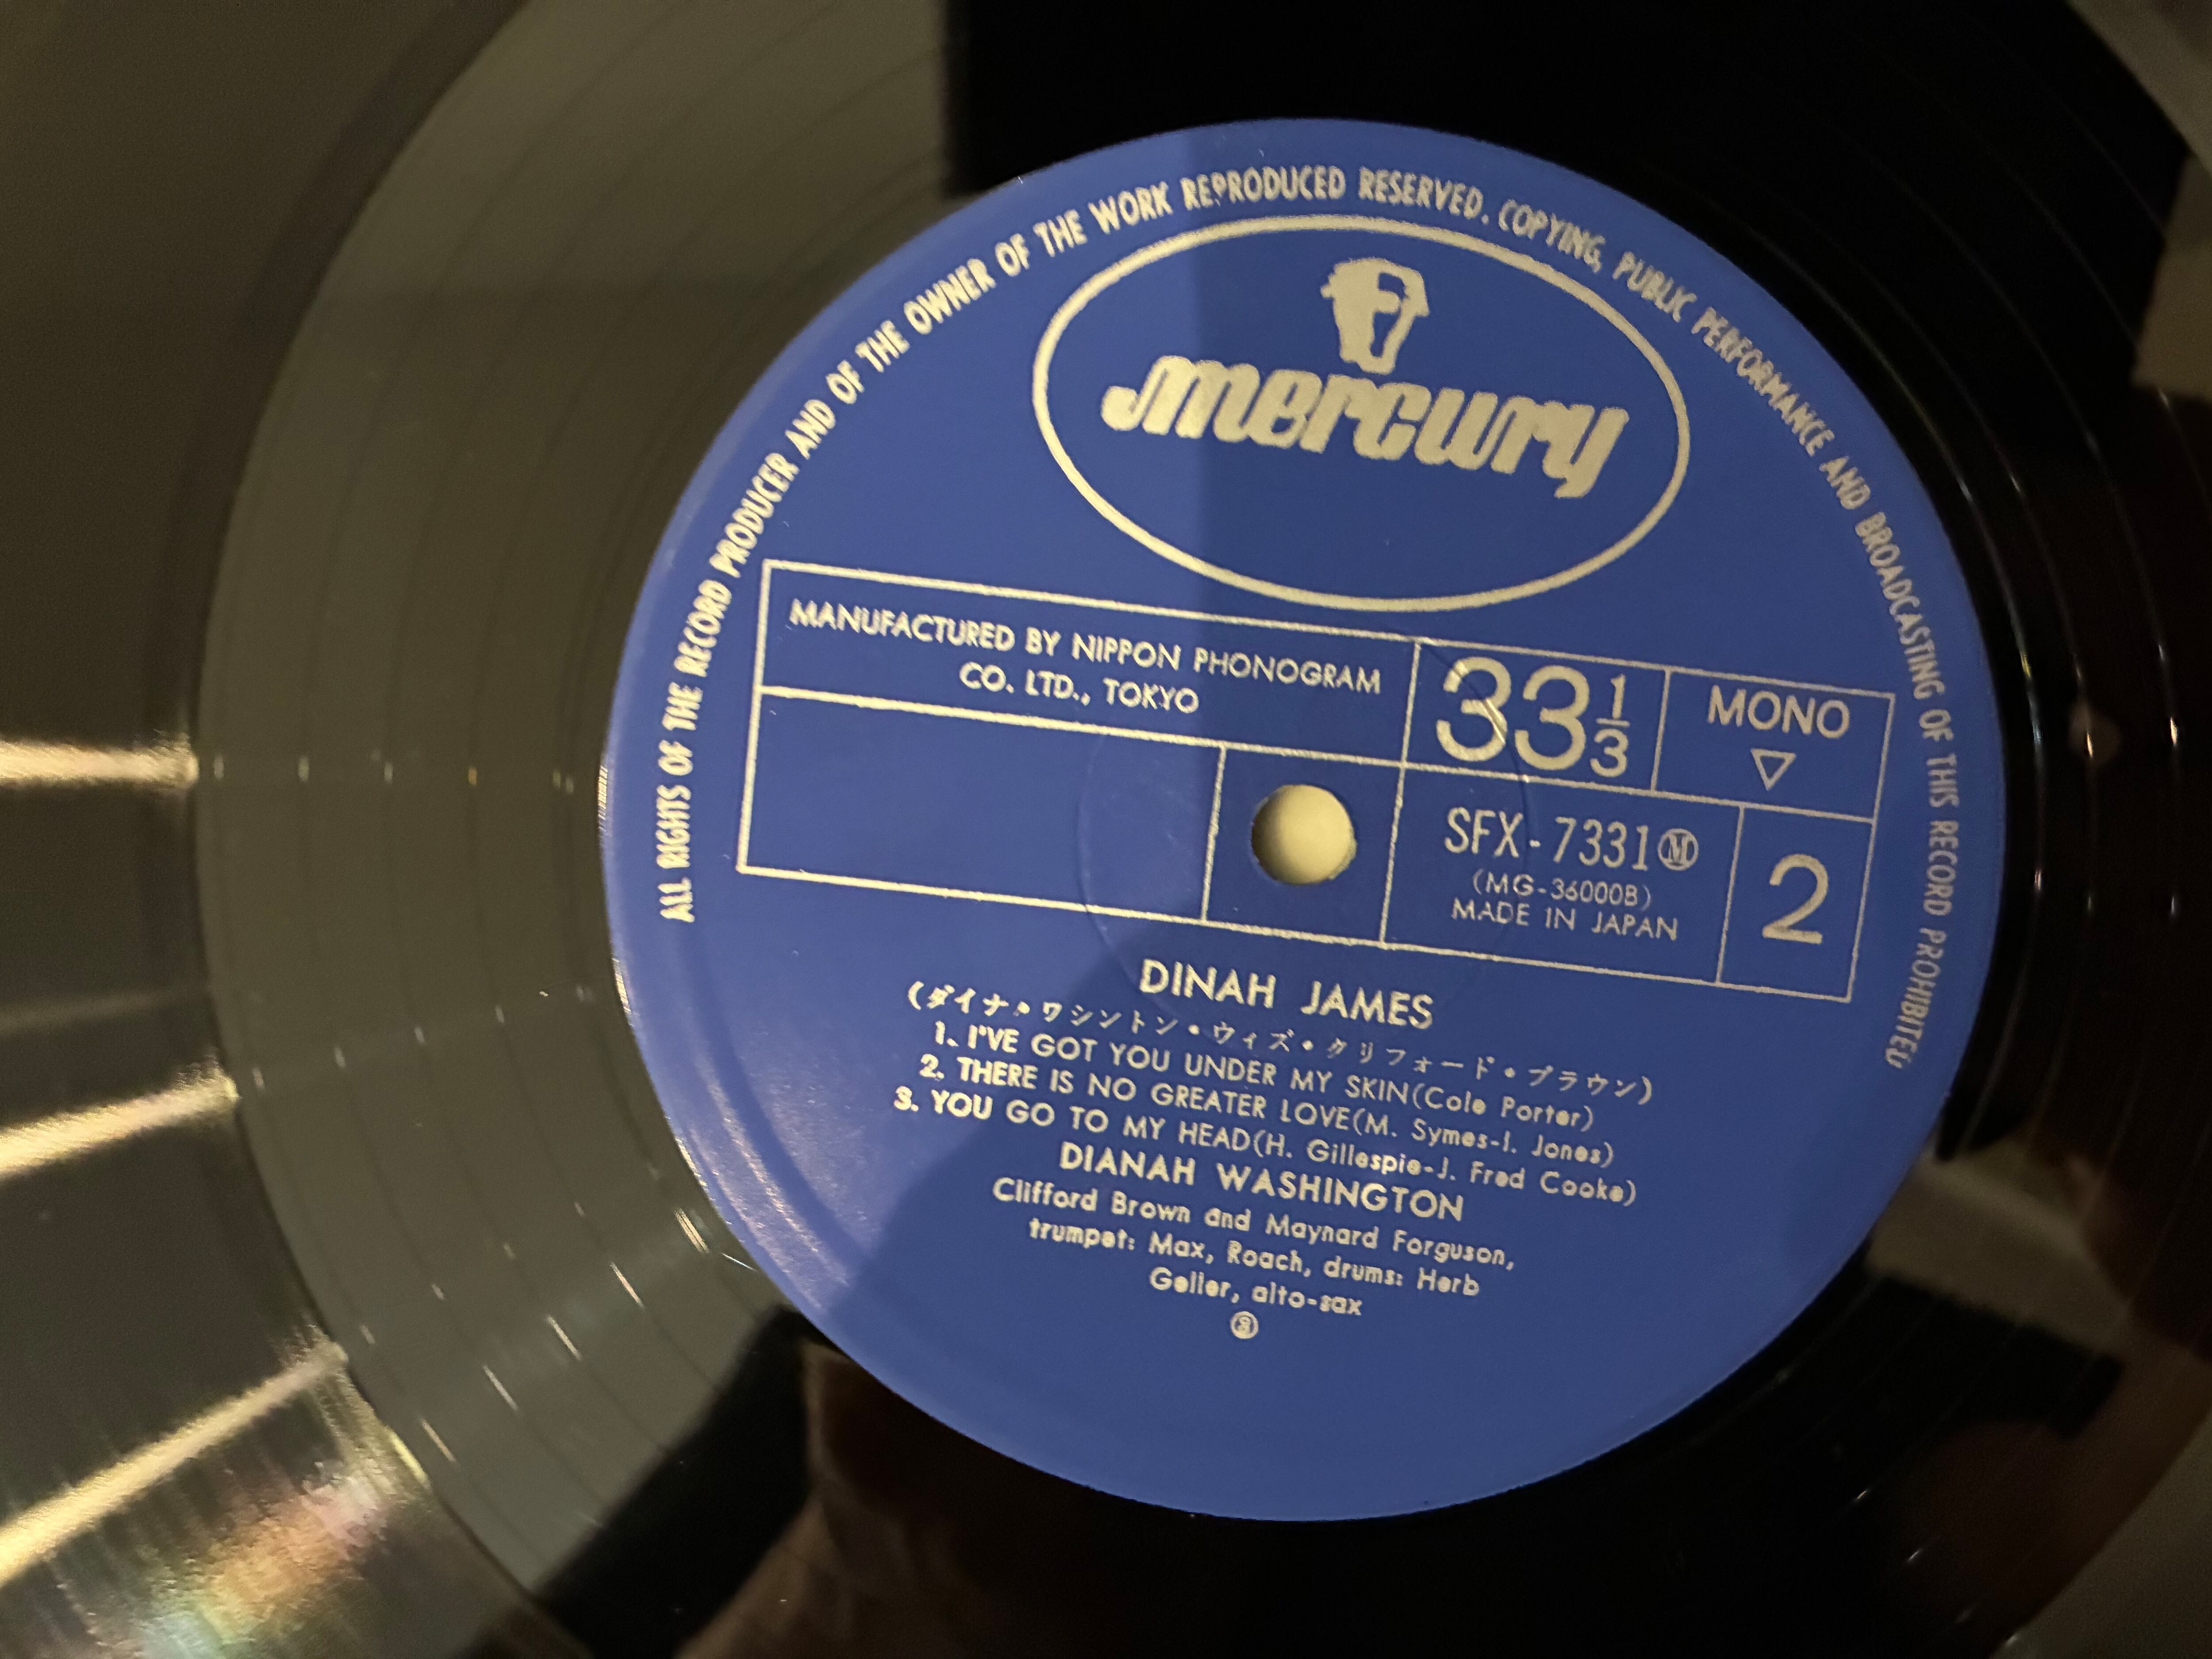 ALL RIGHTS OF THE RECORD PRODUCER AND OF THE OWNER OF THE WORK REPRODUCED RESERVED. COPYING, PUBLIC PERFORMANCE AND BROADCASTING OF THIS RECORD PROHIBITED
mercury
MANUFACTURED BY NIPPON PHONOGRAM
CO. LTD., TOKYO
33 1/3
MONO
▽
SFX-7331Ⓜ
(MG-36000B)
MADE IN JAPAN
2
DINAH JAMES
(ダイナ・ワシントン・ウィズ・クリフォード・ブラウン)
1. I'VE GOT YOU UNDER MY SKIN(Cole Porter)
2. THERE IS NO GREATER LOVE(M. Symes-I. Jones)
3. YOU GO TO MY HEAD(H. Gillespie-J. Fred Cooke)
DIANAH WASHINGTON
Clifford Brown and Maynard Forguson,
trumpet: Max, Roach, drums: Herb
Geller, alto-sax